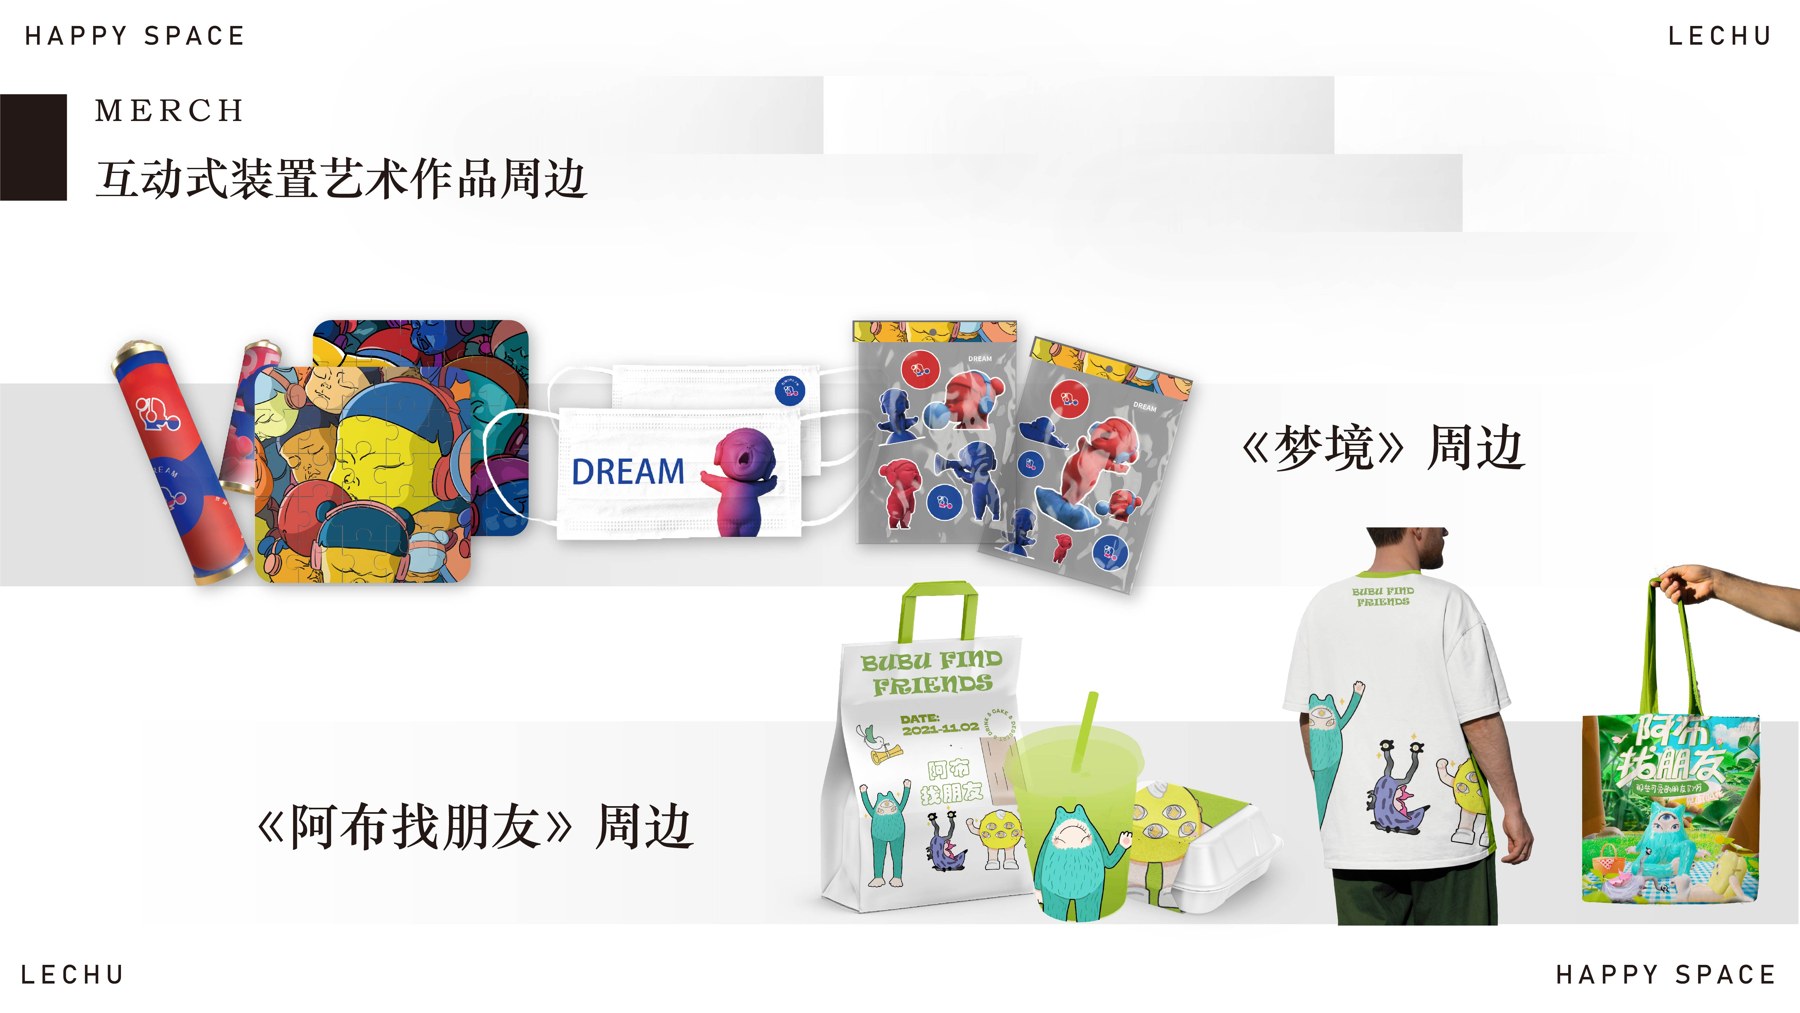 HAPPY SPACE
LECHU
MERCH
互动式装置艺术作品周边
DREAM
DREAM
DREAM
《梦境》周边
BUBU FIND
FRIENDS
BUBU FIND
FRIENDS
DATE:
2021-11.02
阿布
找朋友
阿布
找朋友
《阿布找朋友》周边
LECHU
HAPPY SPACE